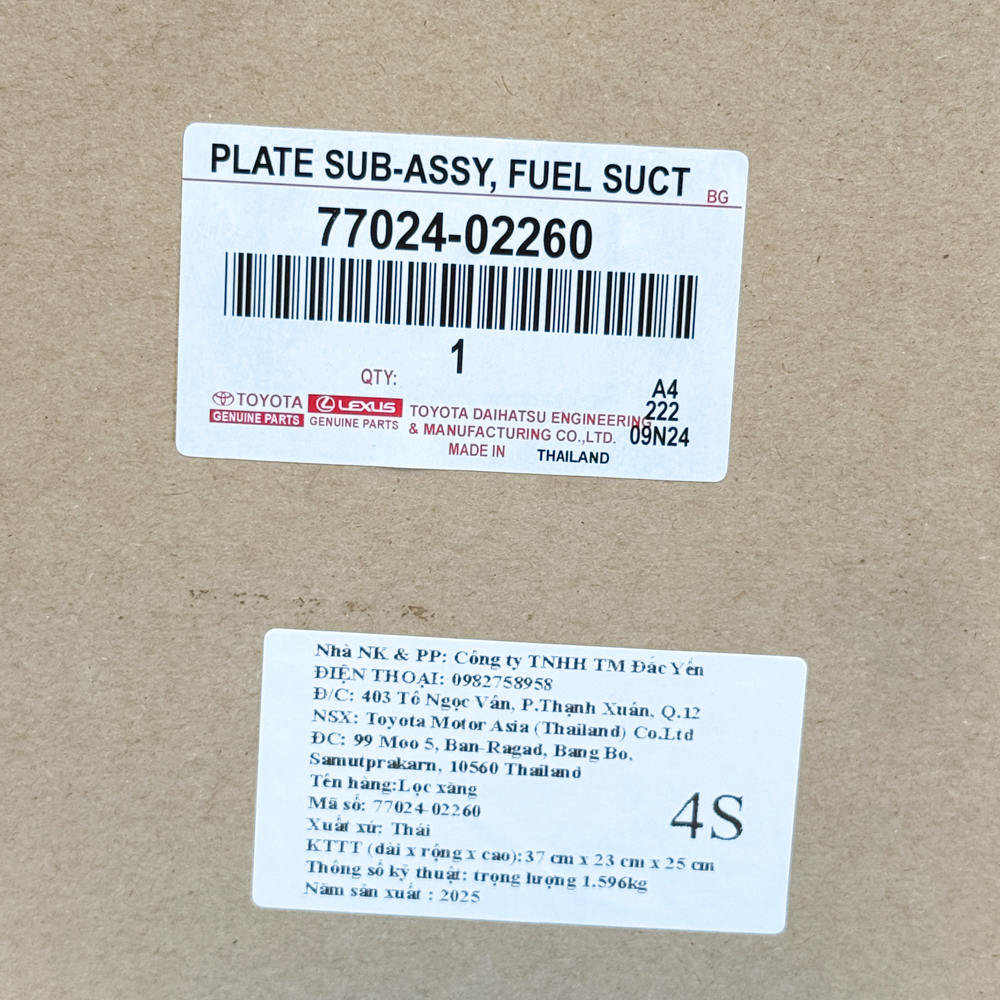 PLATE SUB-ASSY, FUEL SUCT
BG
77024-02260
1
QTY:
A4
222
09N24
TOYOTA
GENUINE PARTS
LEXUS
GENUINE PARTS
TOYOTA DAIHATSU ENGINEERING
& MANUFACTURING CO.,LTD.
MADE IN THAILAND
Nhà NK & PP: Công ty TNHH TM Đắc Yến
ĐIỆN THOẠI: 0982758958
Đ/C: 403 Tô Ngọc Vân, P.Thạnh Xuân, Q.12
NSX: Toyota Motor Asia (Thailand) Co.Ltd
ĐC: 99 Moo 5, Ban-Ragad, Bang Bo,
Samutprakarn, 10560 Thailand
Tên hàng:Lọc xăng
Mã số: 77024-02260
Xuất xứ: Thái
KTTT (dài x rộng x cao):37 cm x 23 cm x 25 cm
Thông số kỹ thuật: trọng lượng 1.596kg
Năm sản xuất : 2025
4S